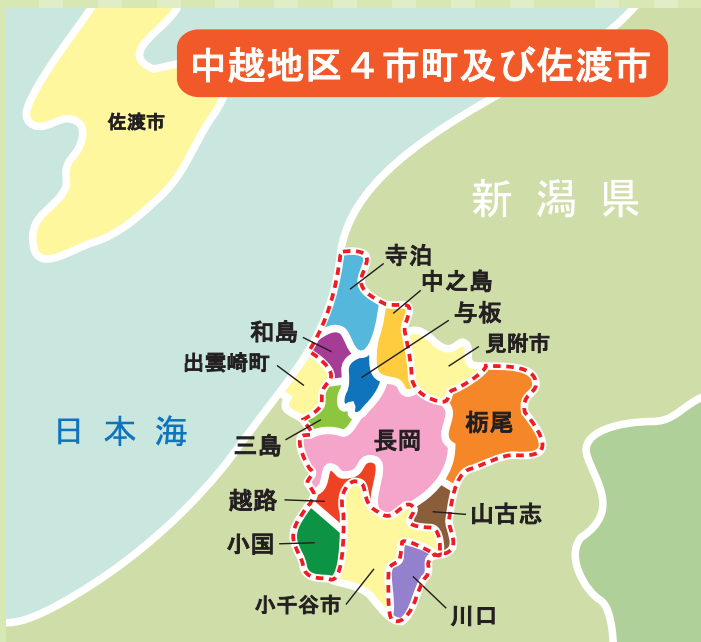 中越地区４市町及び佐渡市
佐渡市
新潟県
寺泊
中之島
与板
和島
見附市
出雲崎町
栃尾
日本海
長岡
三島
越路
山古志
小国
小千谷市
川口